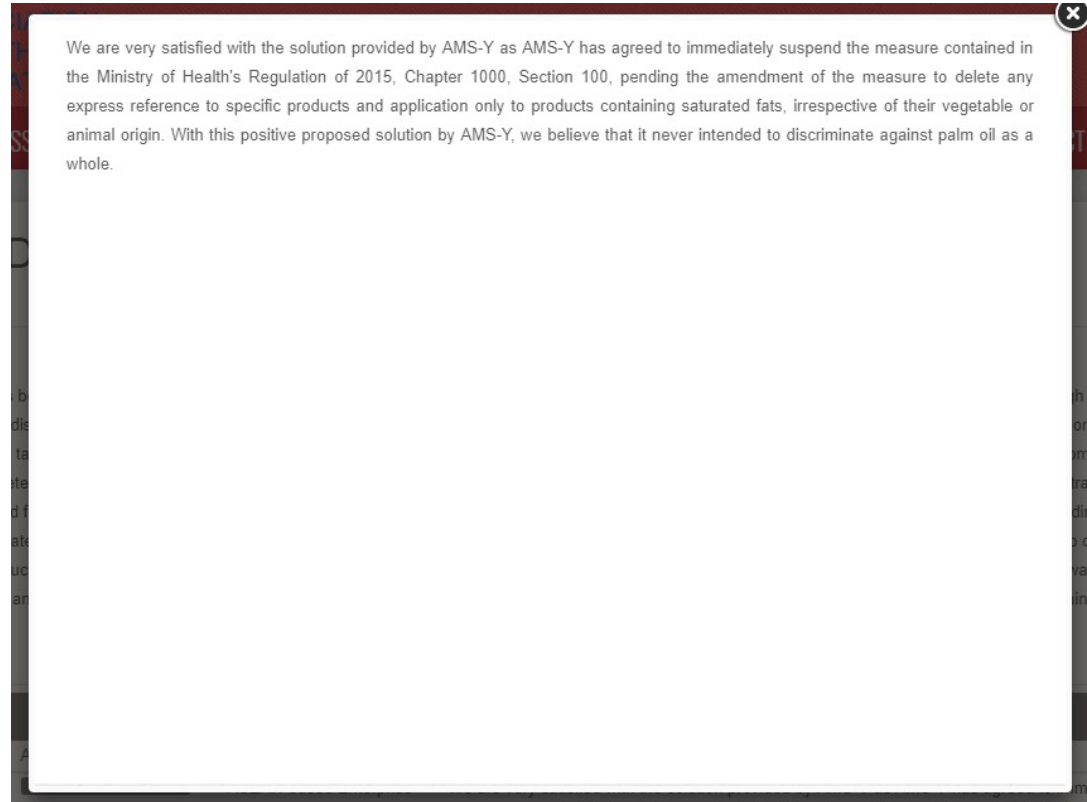 We are very satisfied with the solution provided by AMS-Y as AMS-Y has agreed to immediately suspend the measure contained in
the Ministry of Health's Regulation of 2015, Chapter 1000, Section 100, pending the amendment of the measure to delete any
express reference to specific products and application only to products containing saturated fats, irrespective of their vegetable or
animal origin. With this positive proposed solution by AMS-Y, we believe that it never intended to discriminate against palm oil as a
whole.